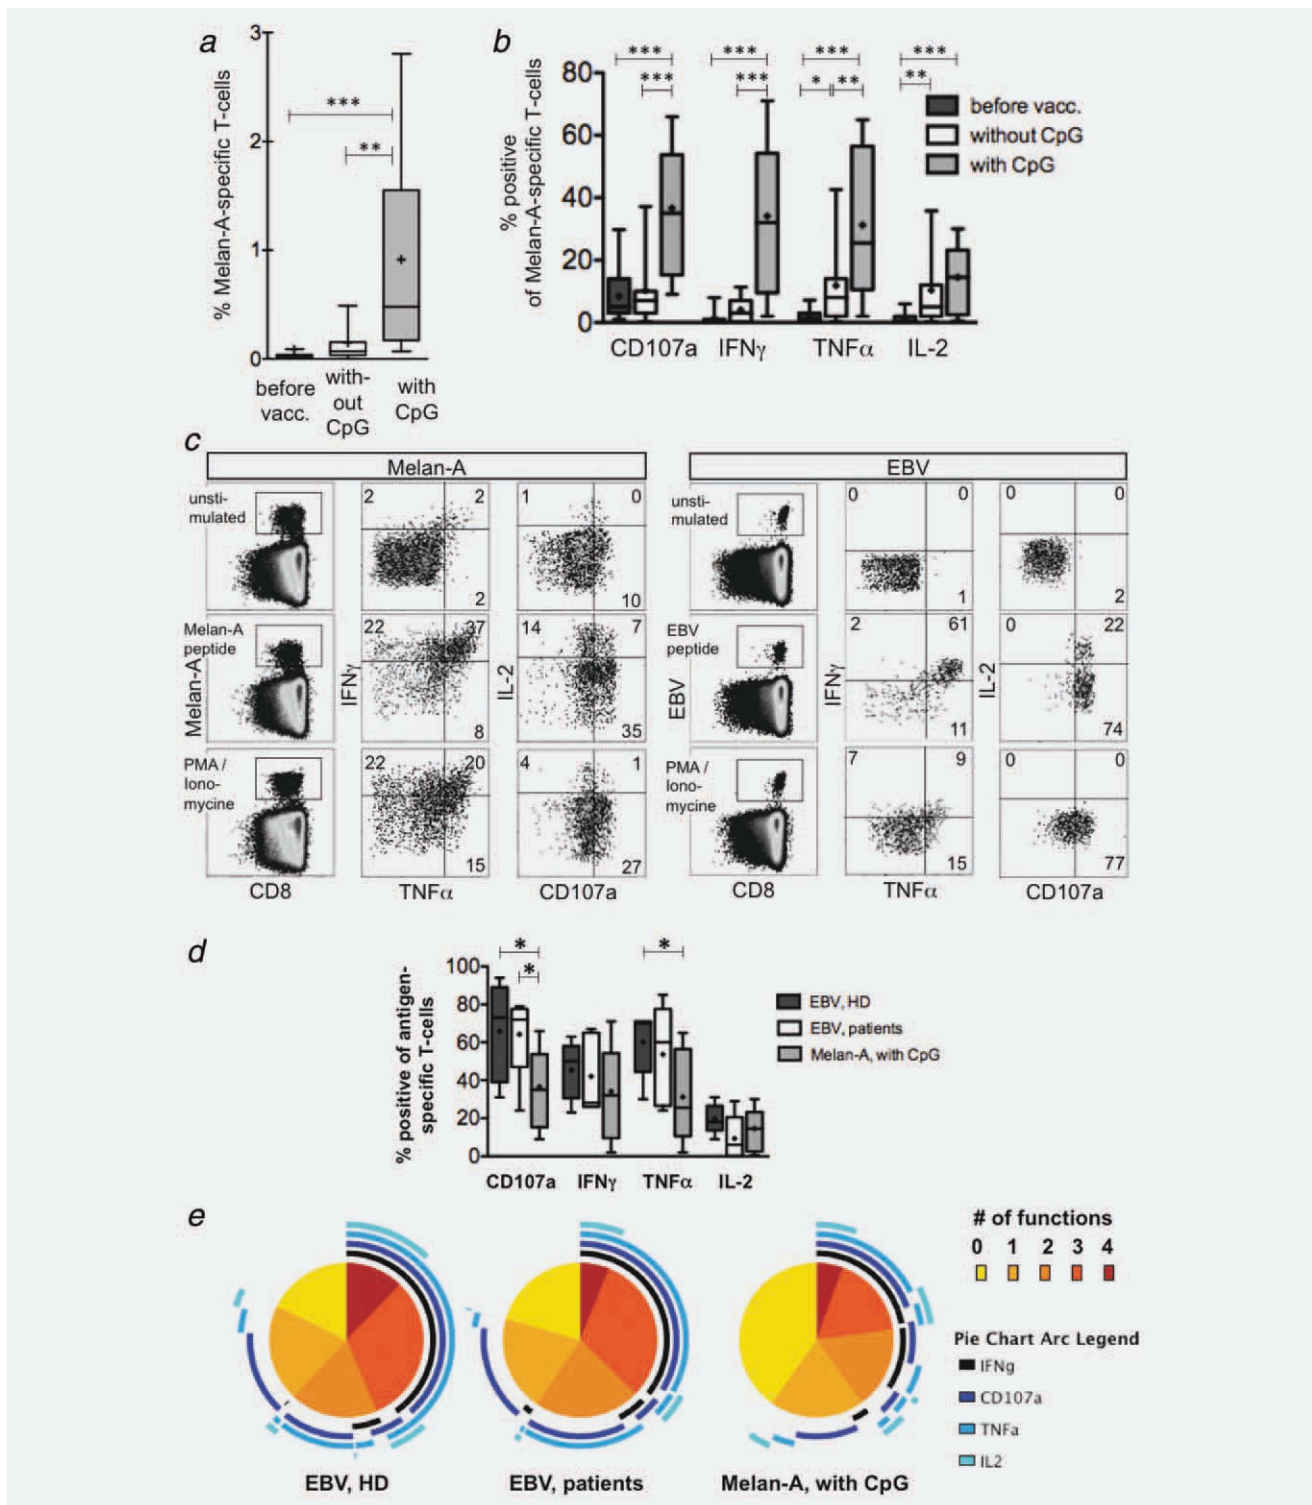 a
% Melan-A-specific T-cells
3
2
1
0
***
**
before
vacc.
with-
out
CpG
with
CpG
b
% positive
of Melan-A-specific T-cells
80
60
40
20
0
*** *** *** ***
*** *** * ** **
before vacc.
without CpG
with CpG
CD107a IFNγ TNFα IL-2
c
Melan-A
EBV
unsti-
mulated
2 2
2
1 0
10
unsti-
mulated
0 0
1
0 0
2
Melan-A
peptide
22 37
8
14 7
35
EBV
peptide
2 61
11
0 22
74
Melan-A
IFNγ
IL-2
EBV
IFNγ
IL-2
PMA /
Iono-
mycine
22 20
15
4 1
27
PMA /
Iono-
mycine
7 9
15
0 0
77
CD8 TNFα CD107a CD8 TNFα CD107a
d
% positive of antigen-
specific T-cells
100
80
60
40
20
0
* *
*
EBV, HD
EBV, patients
Melan-A, with CpG
CD107a IFNγ TNFα IL-2
e
# of functions
0 1 2 3 4
Pie Chart Arc Legend
IFNg
CD107a
TNFa
IL2
EBV, HD EBV, patients Melan-A, with CpG